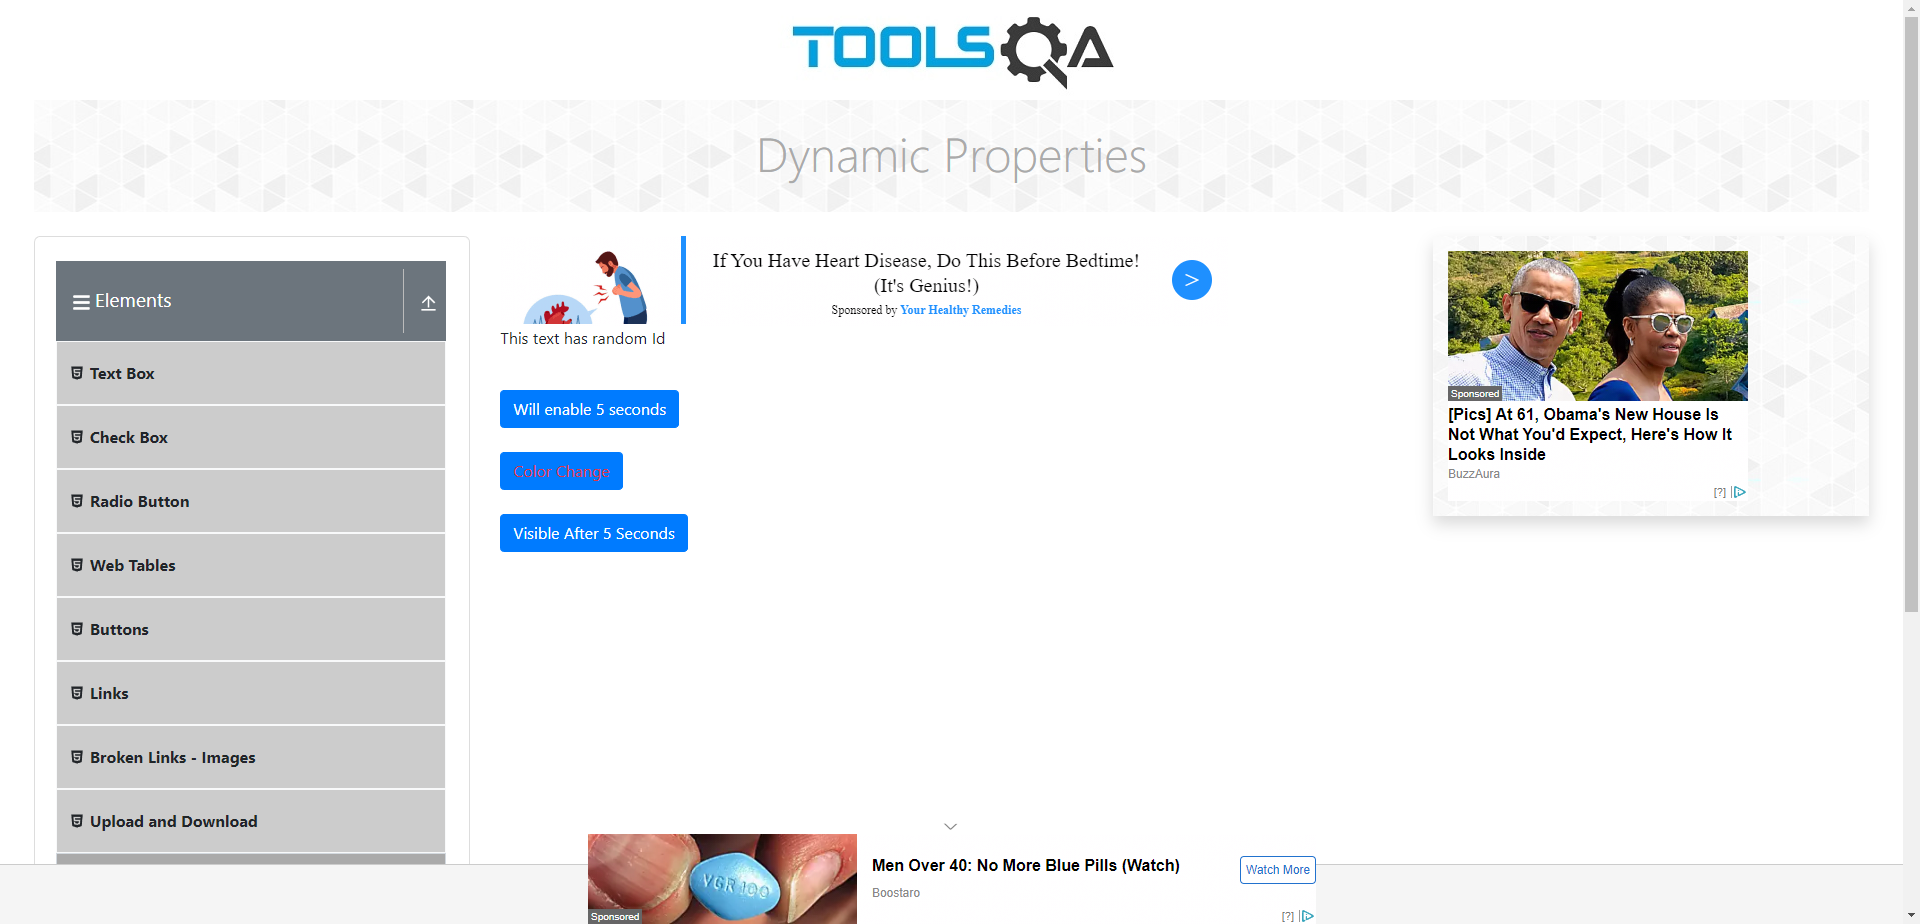 TOOLSQA
Dynamic Properties
Elements
Text Box
Check Box
Radio Button
Web Tables
Buttons
Links
Broken Links - Images
Upload and Download
If You Have Heart Disease, Do This Before Bedtime!
(It's Genius!)
Sponsored by Your Healthy Remedies
>
This text has random Id
Will enable 5 seconds
Color Change
Visible After 5 Seconds
Sponsored
[Pics] At 61, Obama's New House Is
Not What You'd Expect, Here's How It
Looks Inside
BuzzAura
[?]
VGR 100
Sponsored
Men Over 40: No More Blue Pills (Watch)
Boostaro
Watch More
[?]